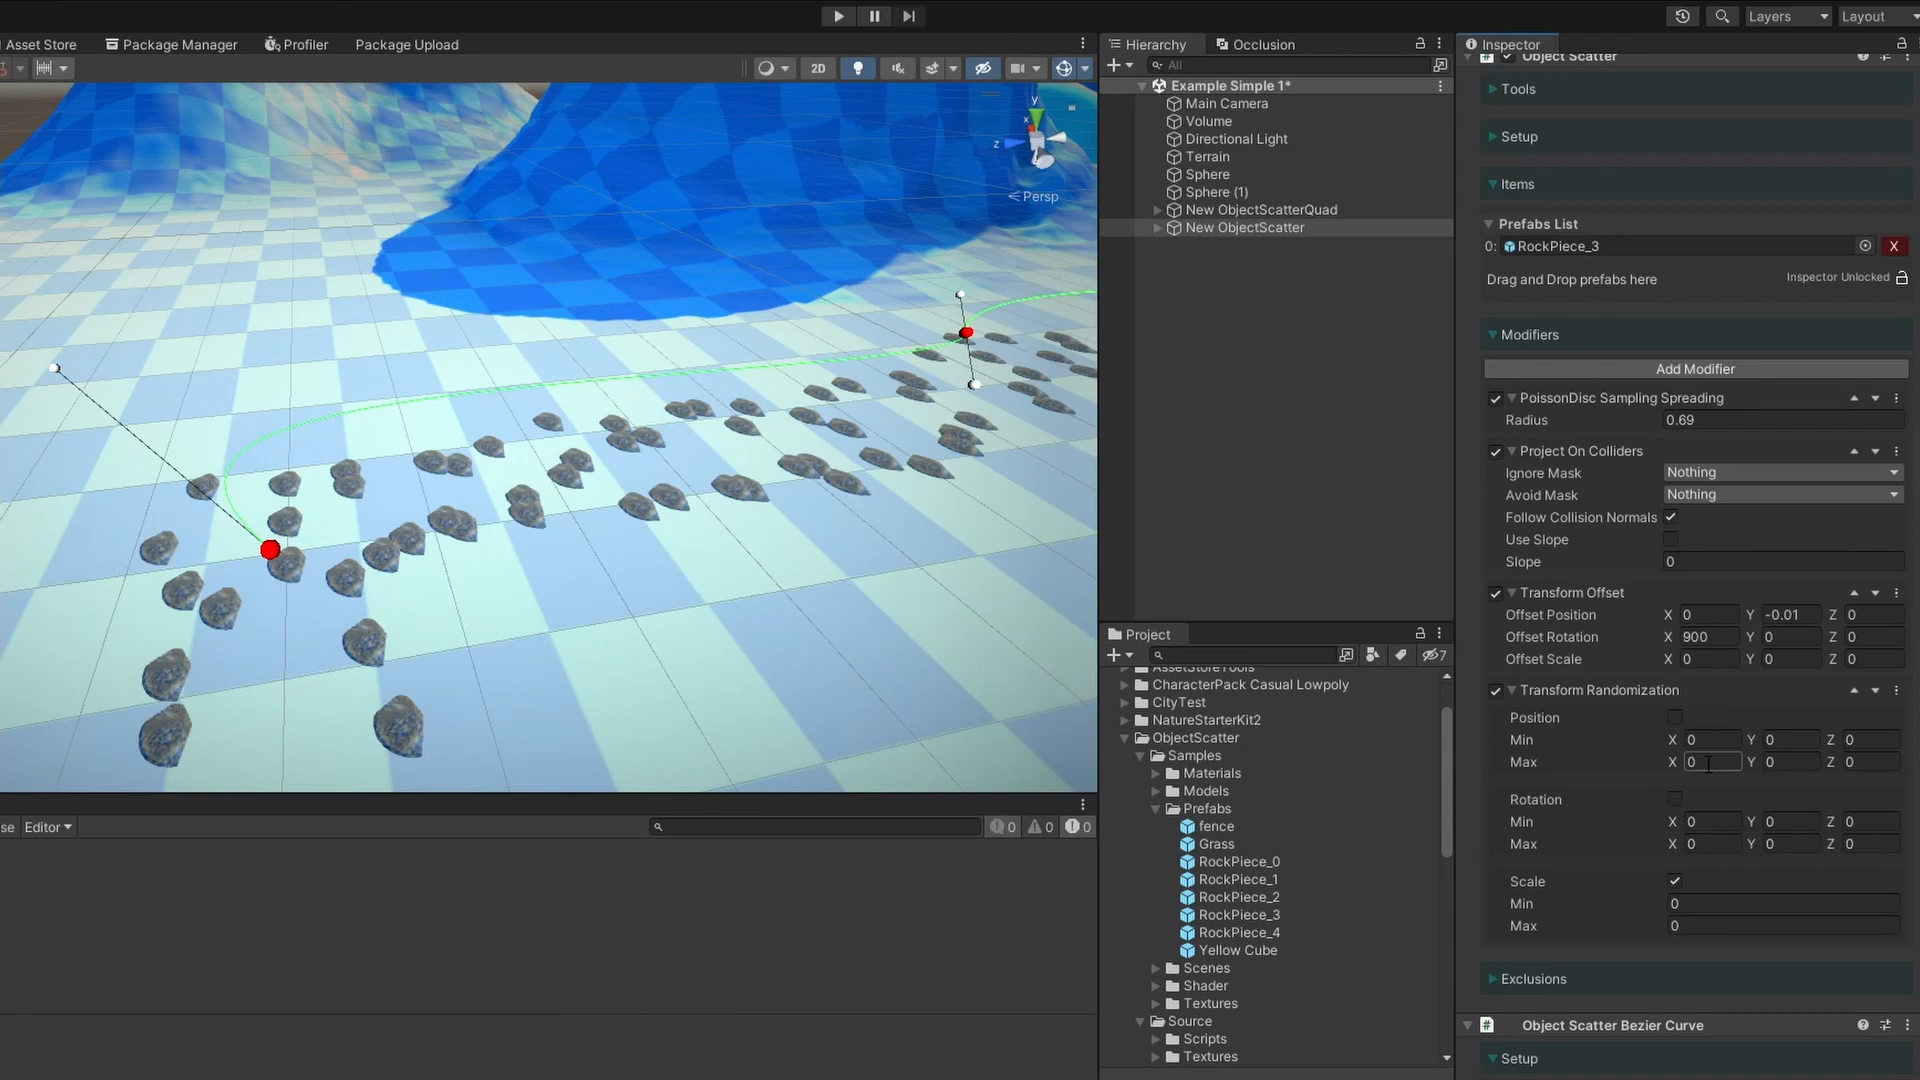 Layers
Layout
Asset Store
Package Manager
Profiler
Package Upload
2D
y
x
z
Persp
se
Editor
0
0
0
Hierarchy
Occlusion
All
Example Simple 1*
Main Camera
Volume
Directional Light
Terrain
Sphere
Sphere (1)
New ObjectScatterQuad
New ObjectScatter
Project
7
AssetStoreTools
CharacterPack Casual Lowpoly
CityTest
NatureStarterKit2
ObjectScatter
Samples
Materials
Models
Prefabs
fence
Grass
RockPiece_0
RockPiece_1
RockPiece_2
RockPiece_3
RockPiece_4
Yellow Cube
Scenes
Shader
Textures
Source
Scripts
Textures
Inspector
Object Scatter
Tools
Setup
Items
Prefabs List
0: RockPiece_3 X
Drag and Drop prefabs here Inspector Unlocked
Modifiers
Add Modifier
PoissonDisc Sampling Spreading
Radius 0.69
Project On Colliders
Ignore Mask Nothing
Avoid Mask Nothing
Follow Collision Normals
Use Slope
Slope 0
Transform Offset
Offset Position X 0 Y -0.01 Z 0
Offset Rotation X 900 Y 0 Z 0
Offset Scale X 0 Y 0 Z 0
Transform Randomization
Position
Min X 0 Y 0 Z 0
Max X 0 Y 0 Z 0
Rotation
Min X 0 Y 0 Z 0
Max X 0 Y 0 Z 0
Scale
Min 0
Max 0
Exclusions
Object Scatter Bezier Curve
Setup